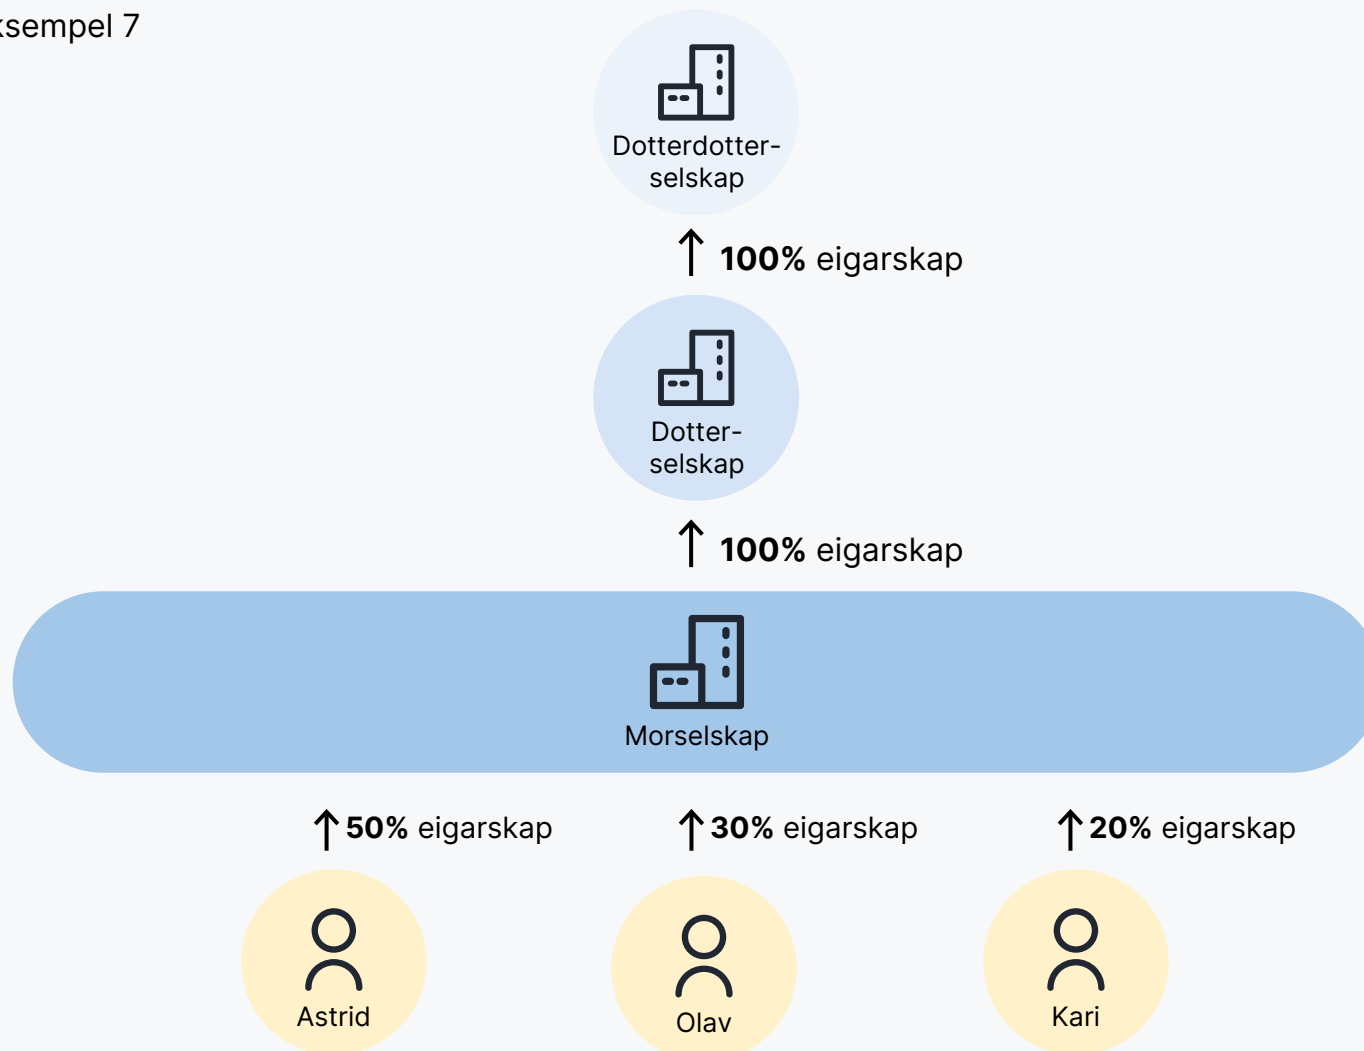 ksempel 7
Dotterdotter-
selskap
100% eigarskap
Dotter-
selskap
100% eigarskap
Morselskap
50% eigarskap
30% eigarskap
20% eigarskap
Astrid
Olav
Kari